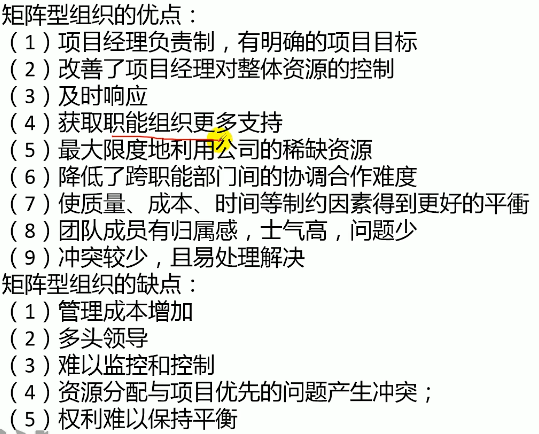 矩阵型组织的优点：
（1）项目经理负责制，有明确的项目目标
（2）改善了项目经理对整体资源的控制
（3）及时响应
（4）获取职能组织更多支持
（5）最大限度地利用公司的稀缺资源
（6）降低了跨职能部门间的协调合作难度
（7）使质量、成本、时间等制约因素得到更好的平衡
（8）团队成员有归属感，士气高，问题少
（9）冲突较少，且易处理解决
矩阵型组织的缺点：
（1）管理成本增加
（2）多头领导
（3）难以监控和控制
（4）资源分配与项目优先的问题产生冲突；
（5）权利难以保持平衡